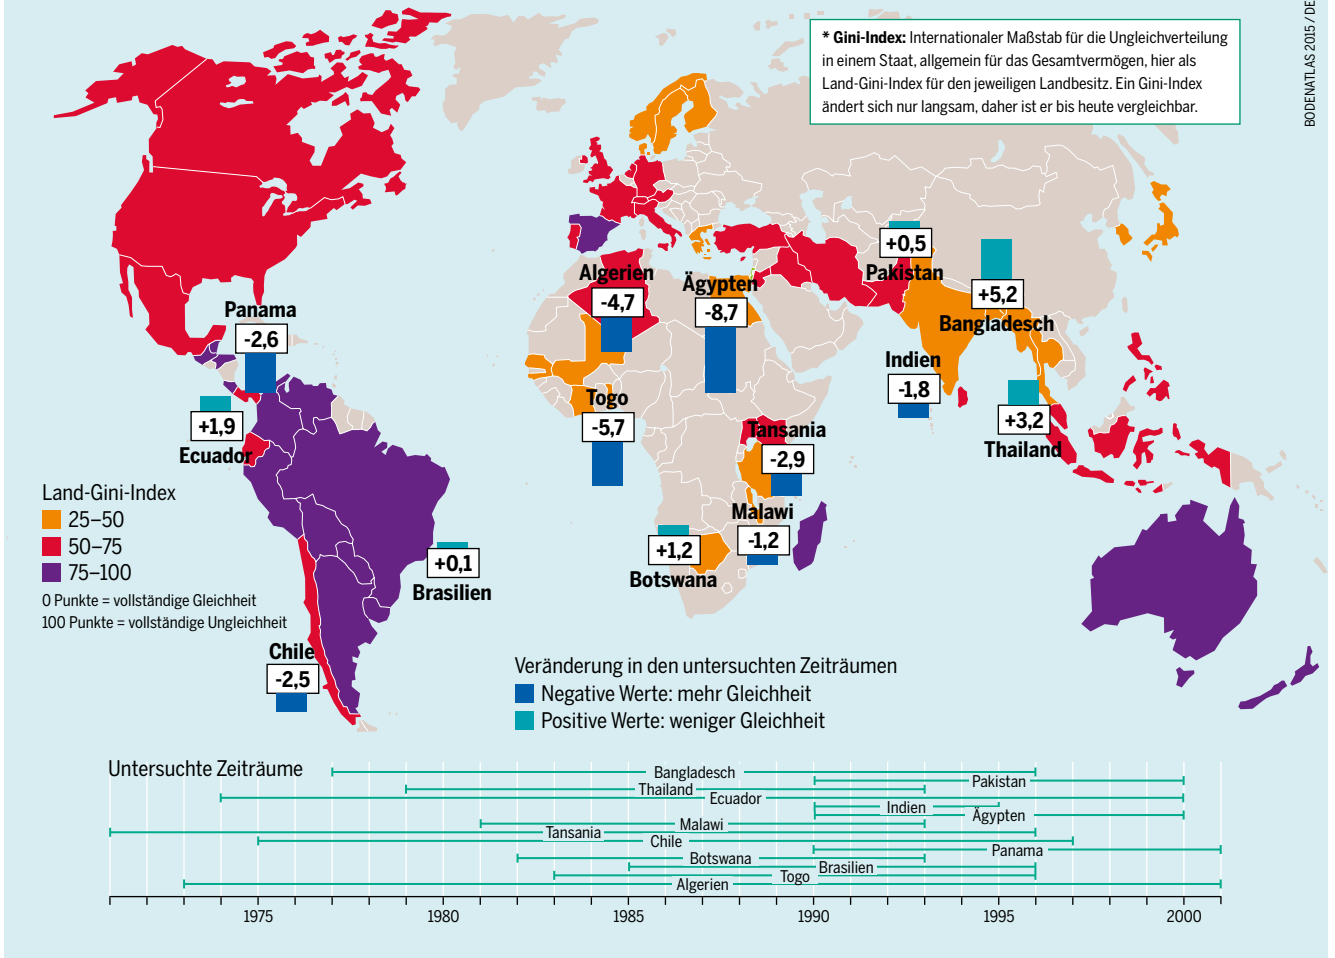 * Gini-Index: Internationaler Maßstab für die Ungleichverteilung
in einem Staat, allgemein für das Gesamtvermögen, hier als
Land-Gini-Index für den jeweiligen Landbesitz. Ein Gini-Index
ändert sich nur langsam, daher ist er bis heute vergleichbar.
BODENATLAS 2015 / DE
+0,5
Pakistan
Algerien
-4,7
Ägypten
-8,7
+5,2
Bangladesch
Panama
-2,6
Indien
-1,8
Togo
-5,7
+1,9
Ecuador
+3,2
Thailand
Tansania
-2,9
Malawi
-1,2
+1,2
Botswana
+0,1
Brasilien
Chile
-2,5
Land-Gini-Index
25–50
50–75
75–100
0 Punkte = vollständige Gleichheit
100 Punkte = vollständige Ungleichheit
Veränderung in den untersuchten Zeiträumen
Negative Werte: mehr Gleichheit
Positive Werte: weniger Gleichheit
Untersuchte Zeiträume
Bangladesch
Pakistan
Thailand
Ecuador
Indien
Ägypten
Malawi
Tansania
Chile
Panama
Botswana
Brasilien
Togo
Algerien
1975 1980 1985 1990 1995 2000